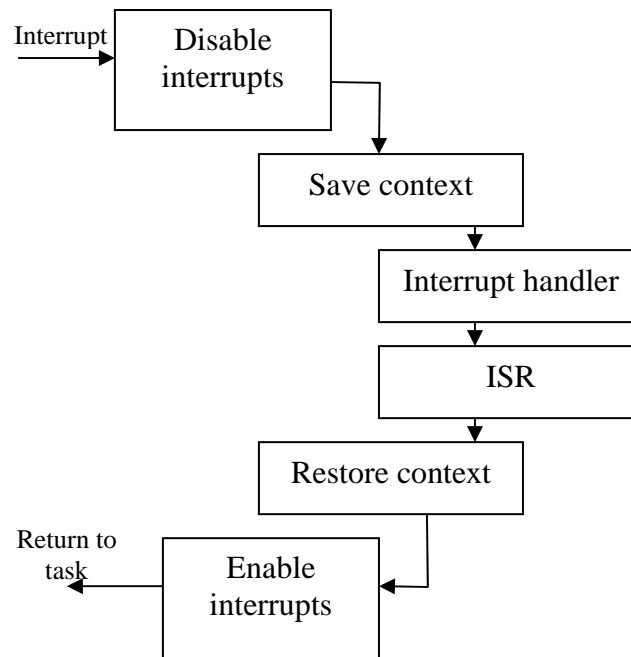 Interrupt
Disable
interrupts
Save context
Interrupt handler
ISR
Restore context
Return to
task
Enable
interrupts